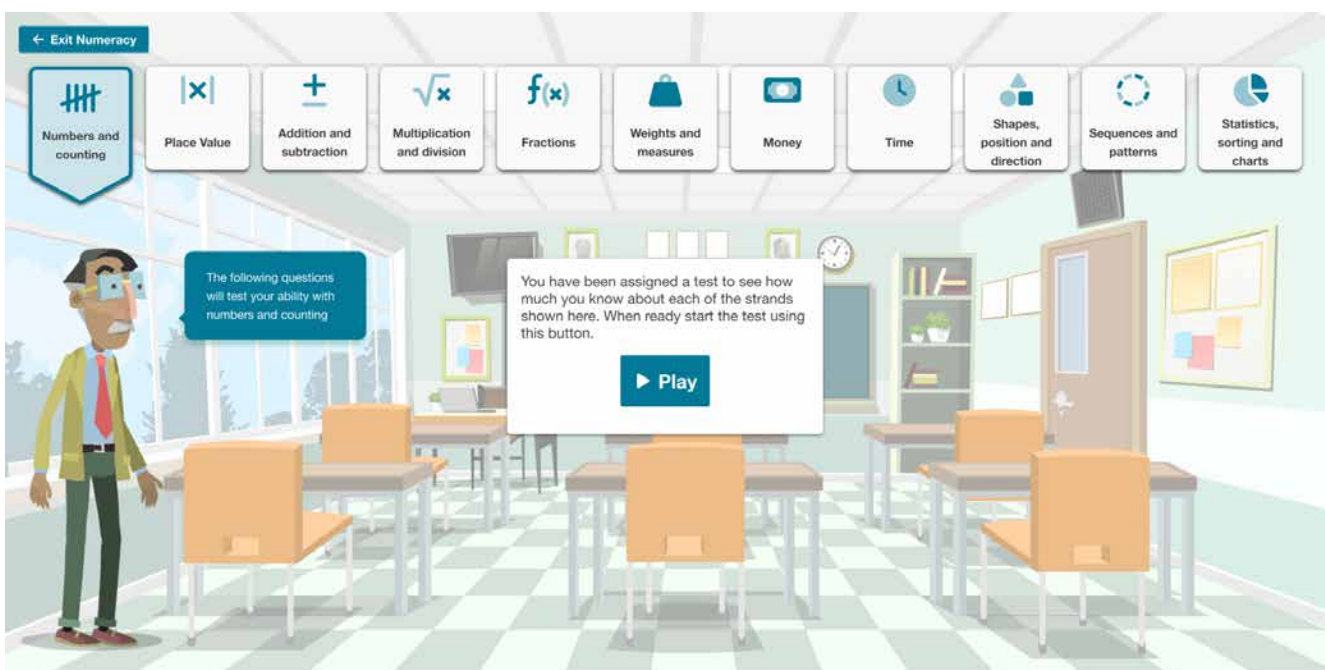 ← Exit Numeracy
Numbers and
counting
|×|
Place Value
Addition and
subtraction
√×
Multiplication
and division
f(×)
Fractions
Weights and
measures
Money
Time
Shapes,
position and
direction
Sequences and
patterns
Statistics,
sorting and
charts
The following questions
will test your ability with
numbers and counting
You have been assigned a test to see how
much you know about each of the strands
shown here. When ready start the test using
this button.
Play